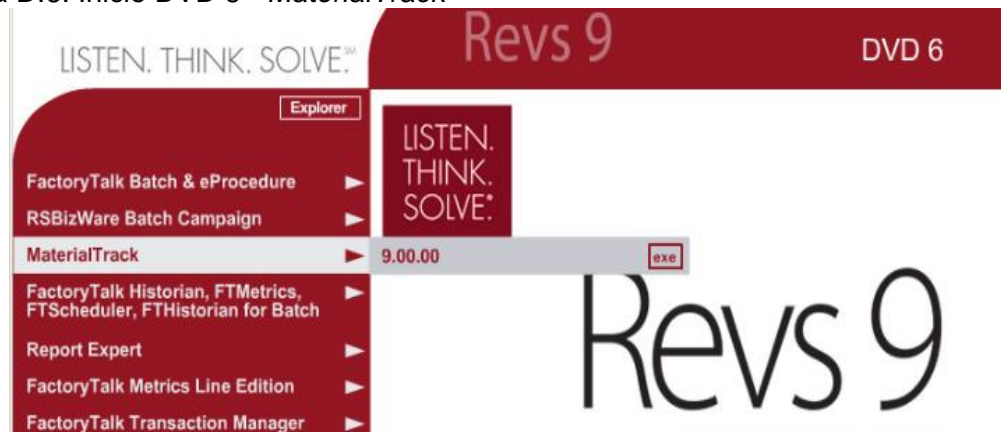 LISTEN. THINK. SOLVE.℠
Revs 9
DVD 6
Explorer
LISTEN.
THINK.
SOLVE.®
FactoryTalk Batch & eProcedure
RSBizWare Batch Campaign
MaterialTrack
9.00.00
exe
FactoryTalk Historian, FTMetrics,
FTScheduler, FTHistorian for Batch
Report Expert
FactoryTalk Metrics Line Edition
FactoryTalk Transaction Manager
Revs 9